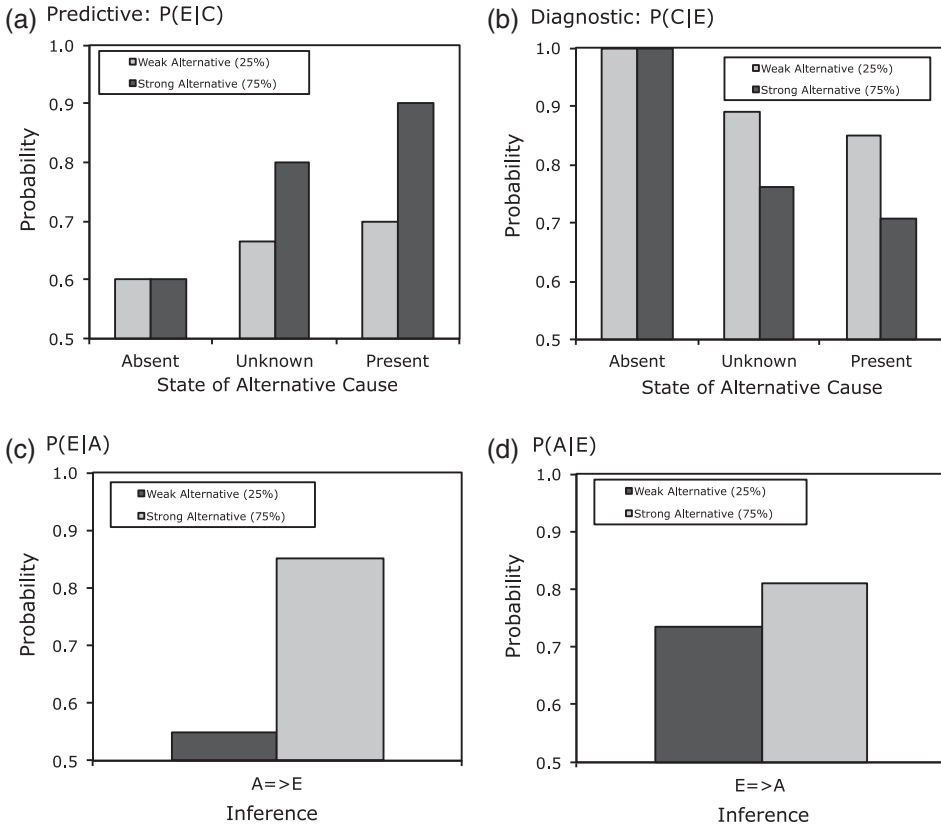 (a) Predictive: P(E|C)
1.0
0.9
0.8
0.7
0.6
0.5
Probability
Weak Alternative (25%)
Strong Alternative (75%)
Absent Unknown Present
State of Alternative Cause
(b) Diagnostic: P(C|E)
1.0
0.9
0.8
0.7
0.6
0.5
Probability
Weak Alternative (25%)
Strong Alternative (75%)
Absent Unknown Present
State of Alternative Cause
(c) P(E|A)
1.0
0.9
0.8
0.7
0.6
0.5
Probability
Weak Alternative (25%)
Strong Alternative (75%)
A=>E
Inference
(d) P(A|E)
1.0
0.9
0.8
0.7
0.6
0.5
Probability
Weak Alternative (25%)
Strong Alternative (75%)
E=>A
Inference